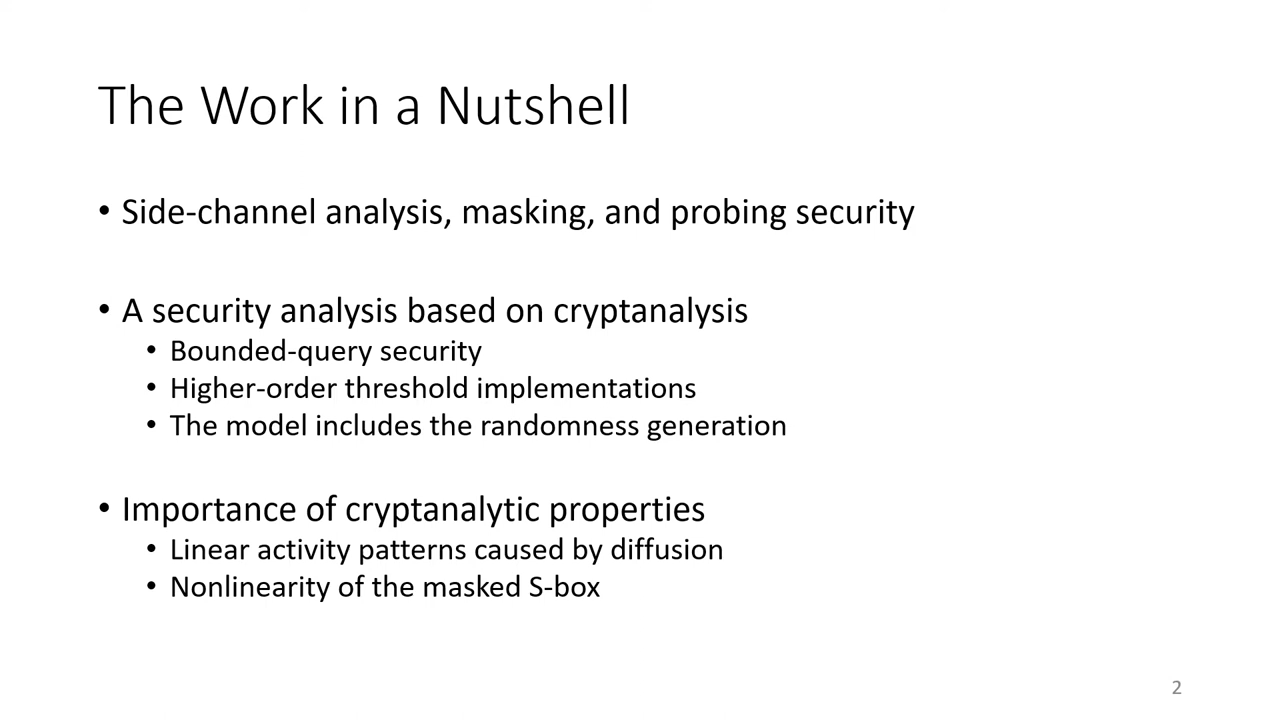 The Work in a Nutshell
• Side-channel analysis, masking, and probing security
• A security analysis based on cryptanalysis
• Bounded-query security
• Higher-order threshold implementations
• The model includes the randomness generation
• Importance of cryptanalytic properties
• Linear activity patterns caused by diffusion
• Nonlinearity of the masked S-box
2